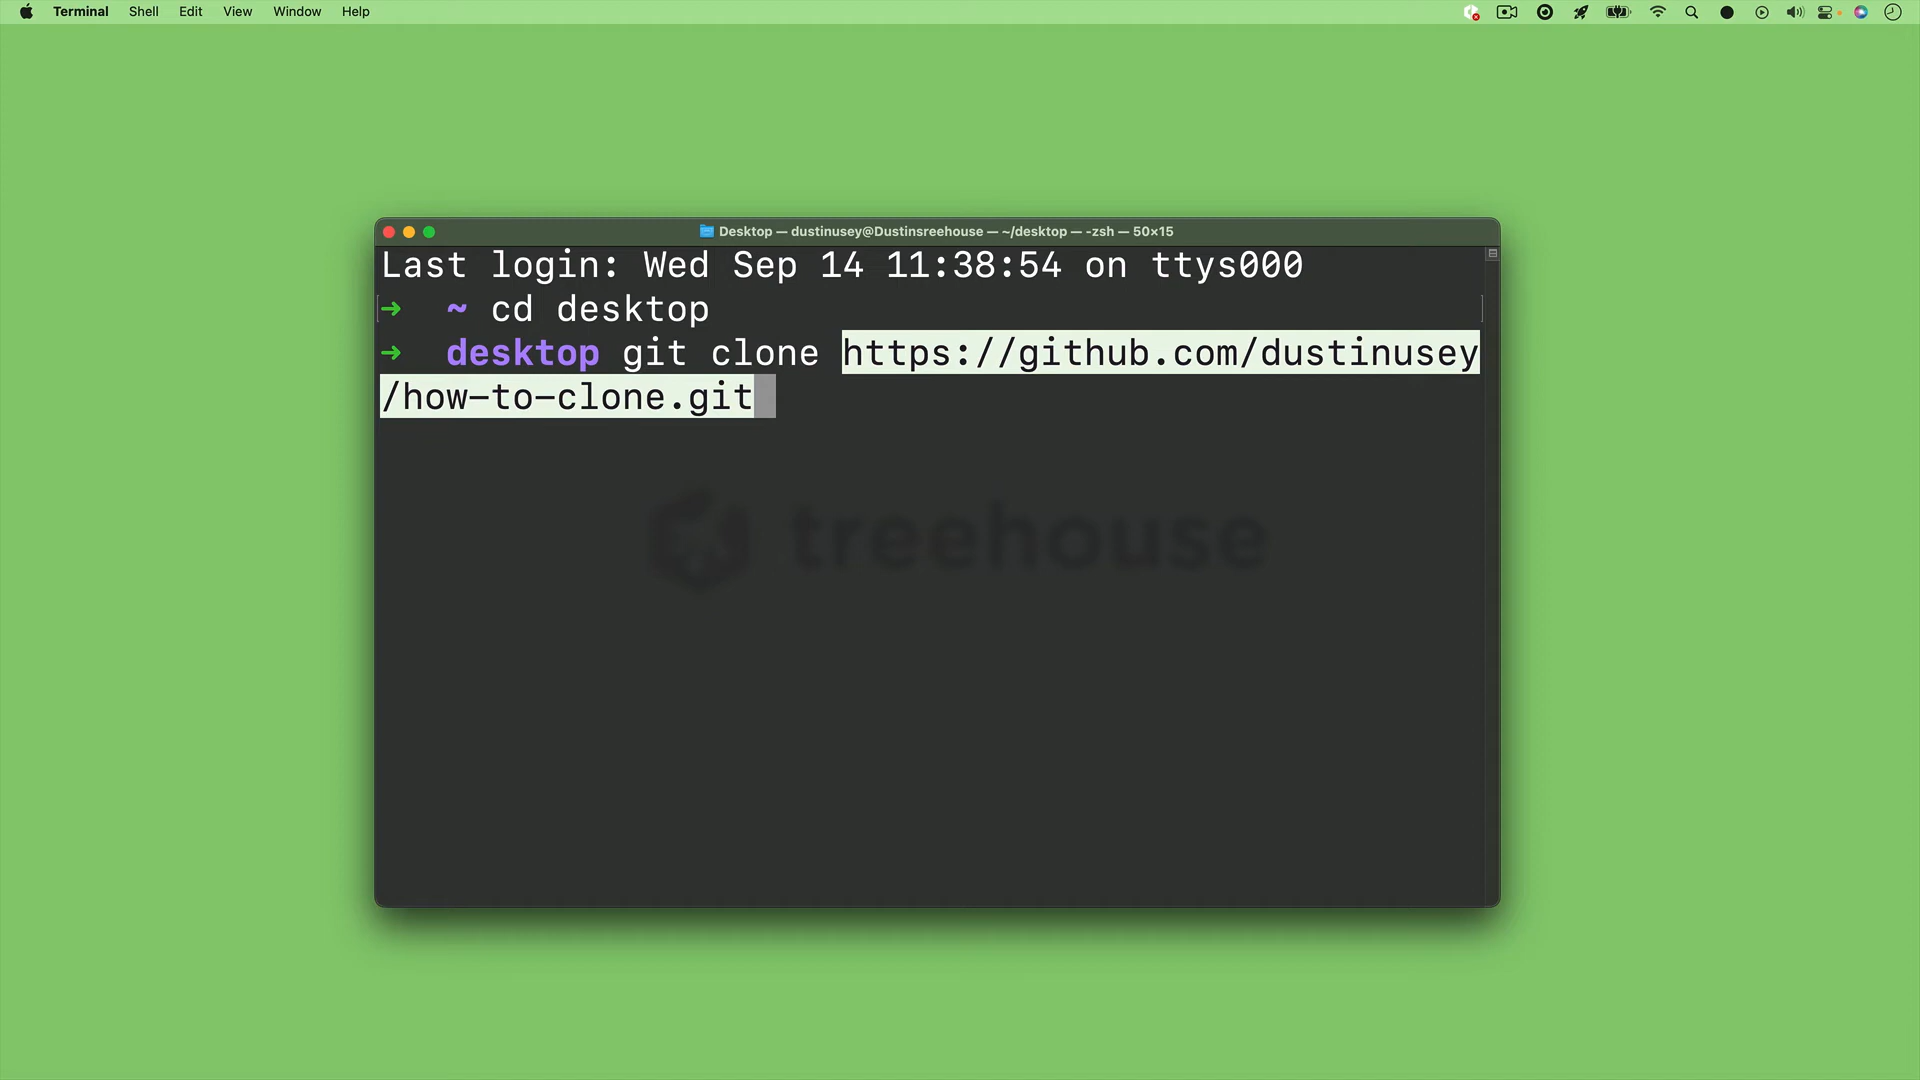 Terminal Shell Edit View Window Help
Desktop — dustinusey@Dustinsreehouse — ~/desktop — -zsh — 50×15
Last login: Wed Sep 14 11:38:54 on ttys000
➜ ~ cd desktop
➜ desktop git clone https://github.com/dustinusey
/how-to-clone.git
treehouse